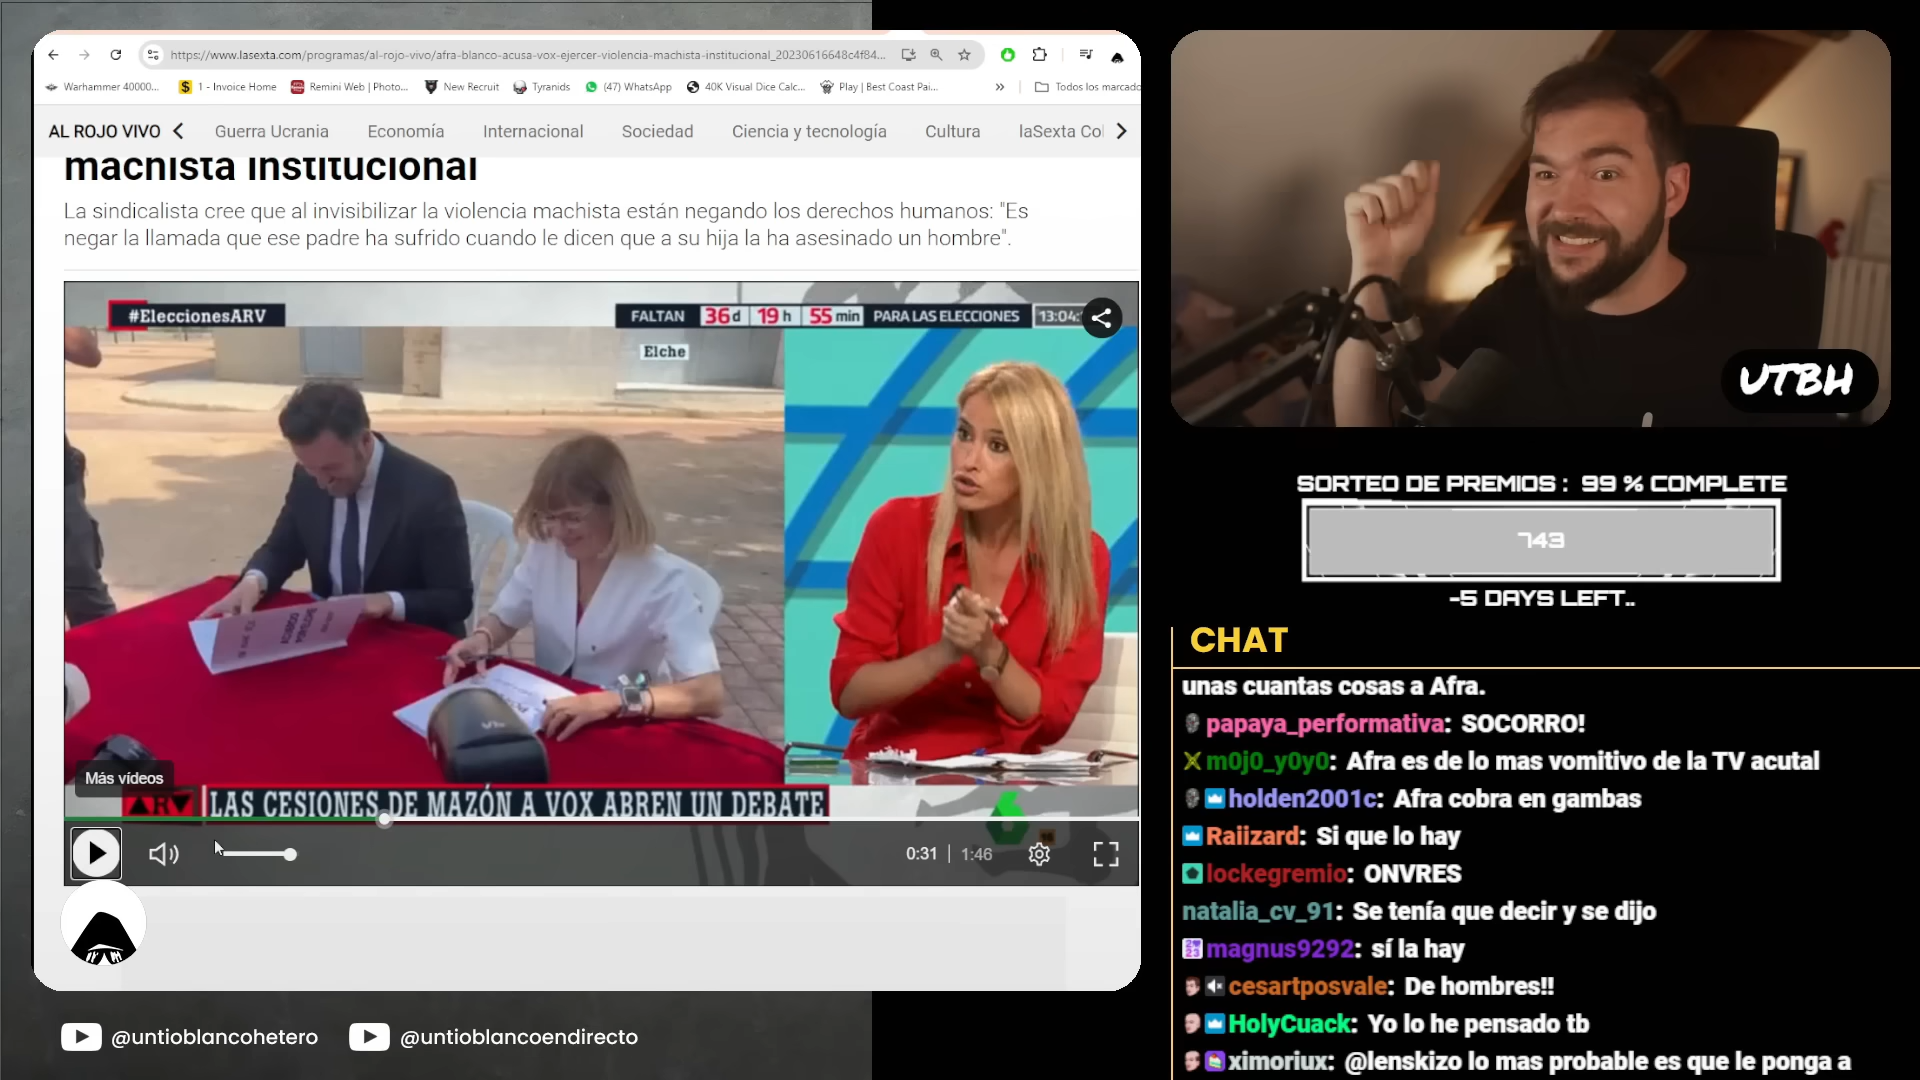 https://www.lasexta.com/programas/al-rojo-vivo/afra-blanco-acusa-vox-ejercer-violencia-machista-institucional_20230616648c4f84...
Warhammer 40000...
1 - Invoice Home
Remini Web | Photo...
New Recruit
Tyranids
(47) WhatsApp
40K Visual Dice Calc...
Play | Best Coast Pai...
»
Todos los marcado
AL ROJO VIVO
Guerra Ucrania
Economía
Internacional
Sociedad
Ciencia y tecnología
Cultura
laSexta Co
machista institucional
La sindicalista cree que al invisibilizar la violencia machista están negando los derechos humanos: "Es
negar la llamada que ese padre ha sufrido cuando le dicen que a su hija la ha asesinado un hombre".
#EleccionesARV
FALTAN 36d 19h 55min PARA LAS ELECCIONES 13:04:
Elche
Más vídeos
ARV
LAS CESIONES DE MAZÓN A VOX ABREN UN DEBATE
0:31 | 1:46
@untioblancohetero
@untioblancoendirecto
UTBH
SORTEO DE PREMIOS : 99 % COMPLETE
743
-5 DAYS LEFT..
CHAT
unas cuantas cosas a Afra.
papaya_performativa: SOCORRO!
m0j0_y0y0: Afra es de lo mas vomitivo de la TV acutal
holden2001c: Afra cobra en gambas
Raiizard: Si que lo hay
lockegremio: ONVRES
natalia_cv_91: Se tenía que decir y se dijo
magnus9292: sí la hay
cesartposvale: De hombres!!
HolyCuack: Yo lo he pensado tb
ximoriux: @lenskizo lo mas probable es que le ponga a